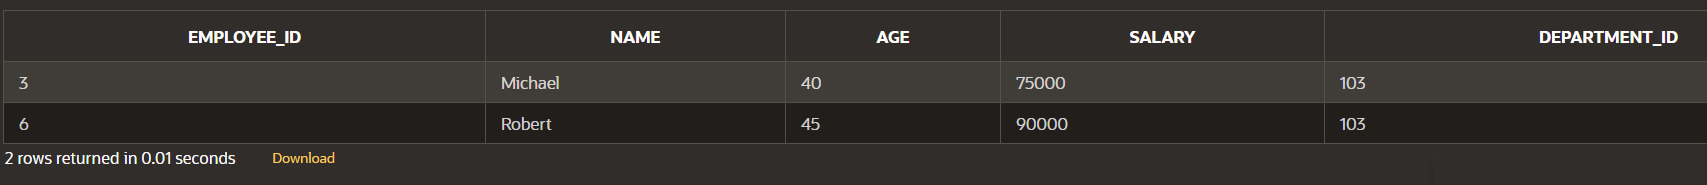 EMPLOYEE_ID NAME AGE SALARY DEPARTMENT_ID
3 Michael 40 75000 103
6 Robert 45 90000 103
2 rows returned in 0.01 seconds Download